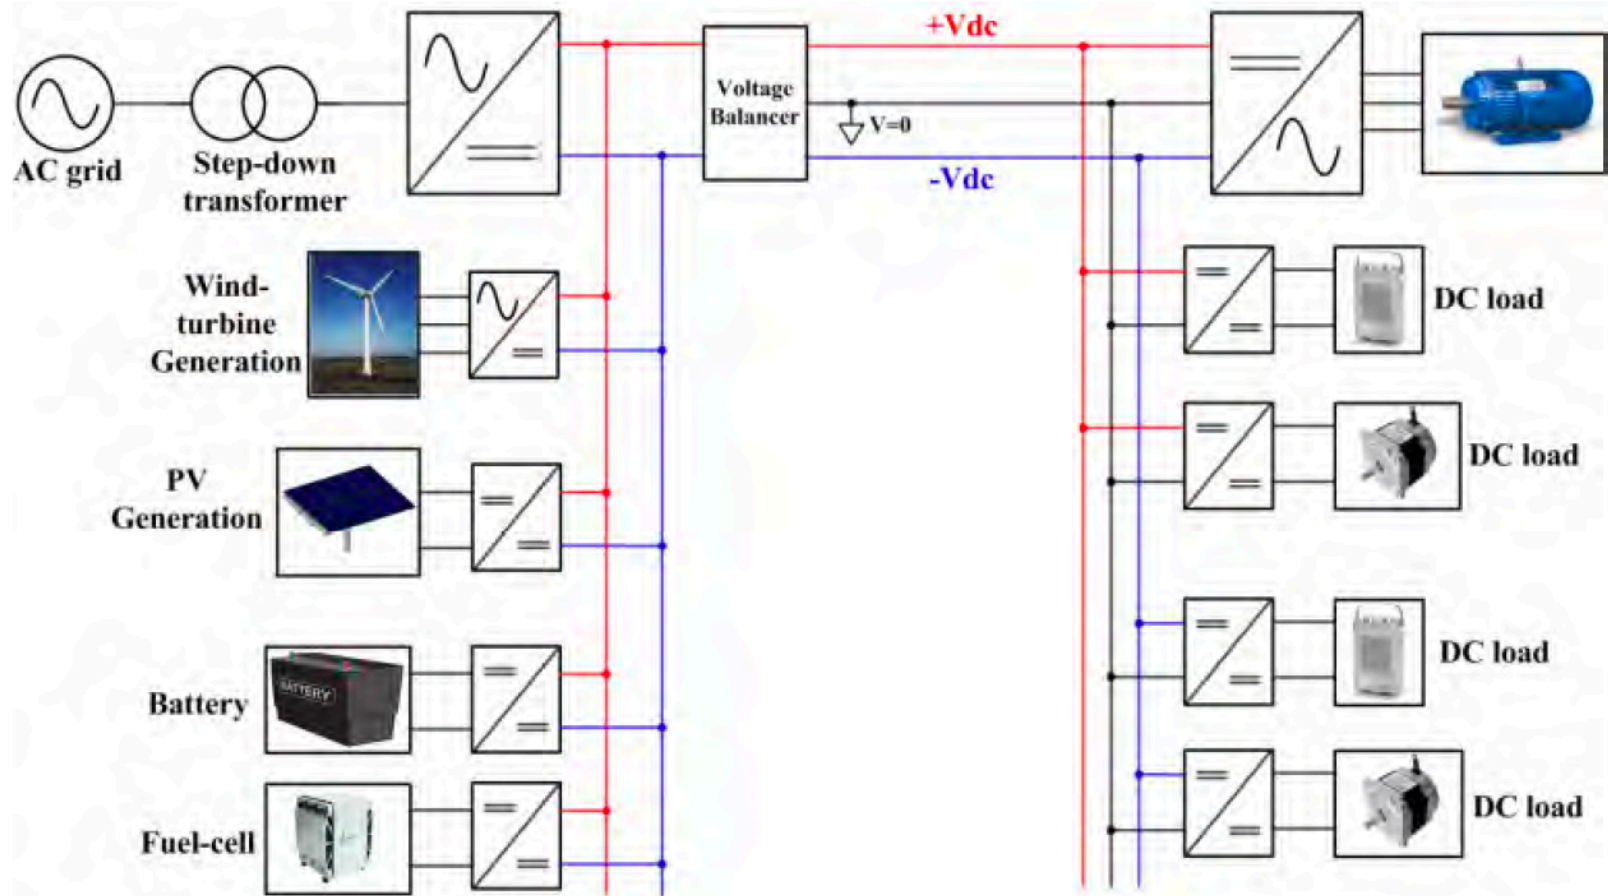 +Vdc
Voltage
Balancer
V=0
-Vdc
AC grid
Step-down
transformer
Wind-
turbine
Generation
DC load
PV
Generation
DC load
Battery
BATTERY
DC load
Fuel-cell
DC load